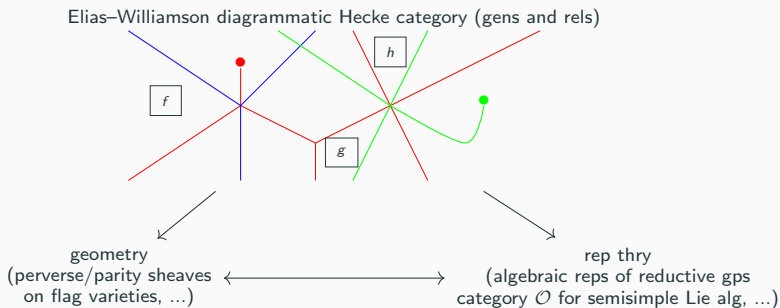 Elias–Williamson diagrammatic Hecke category (gens and rels)
h
f
g
geometry
(perverse/parity sheaves
on flag varieties, ...)
rep thry
(algebraic reps of reductive gps
category 𝒪 for semisimple Lie alg, ...)